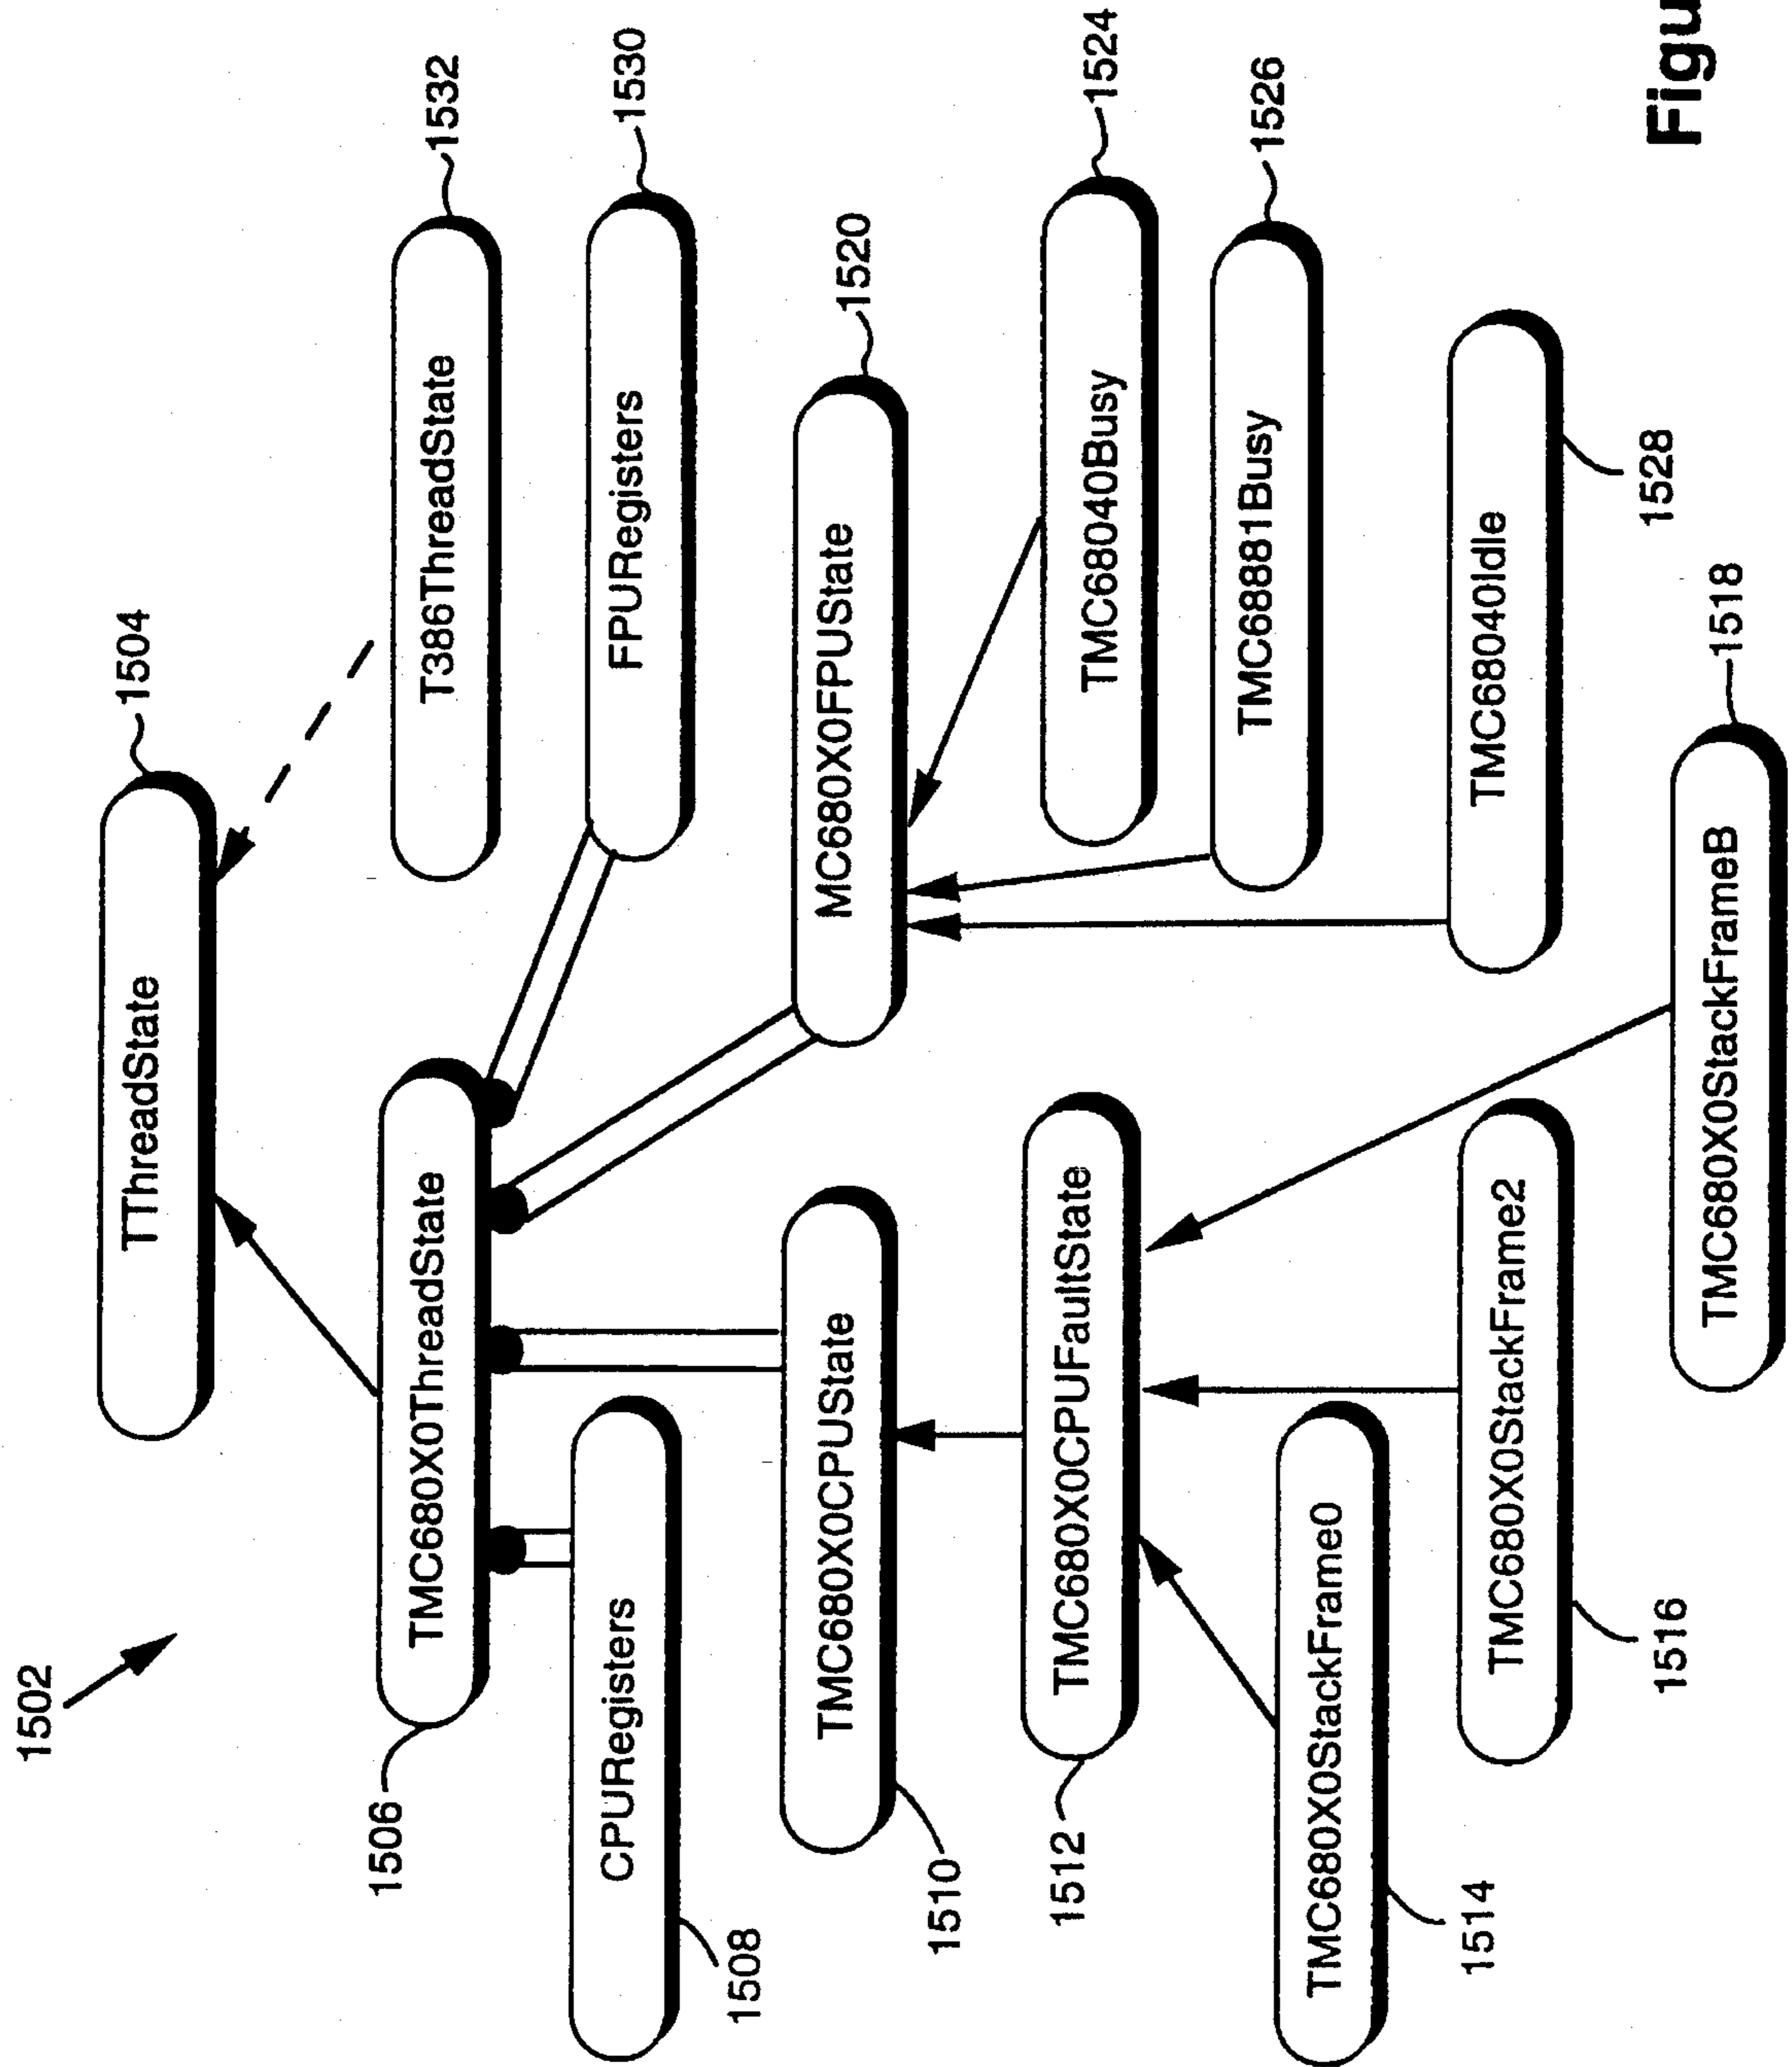 1502
TThreadState
1504
1506
TMC680X0ThreadState
T386ThreadState
1532
CPURegisters
1508
FPURegisters
1530
TMC680X0CPUState
1510
MC680X0FPUState
1520
1512
TMC680X0CPUFaultState
TMC68040Busy
1524
TMC68881Busy
1526
TMC680X0StackFrame0
1514
TMC680X0StackFrame2
1516
TMC68040Idle
1528
TMC680X0StackFrameB
1518
Figu